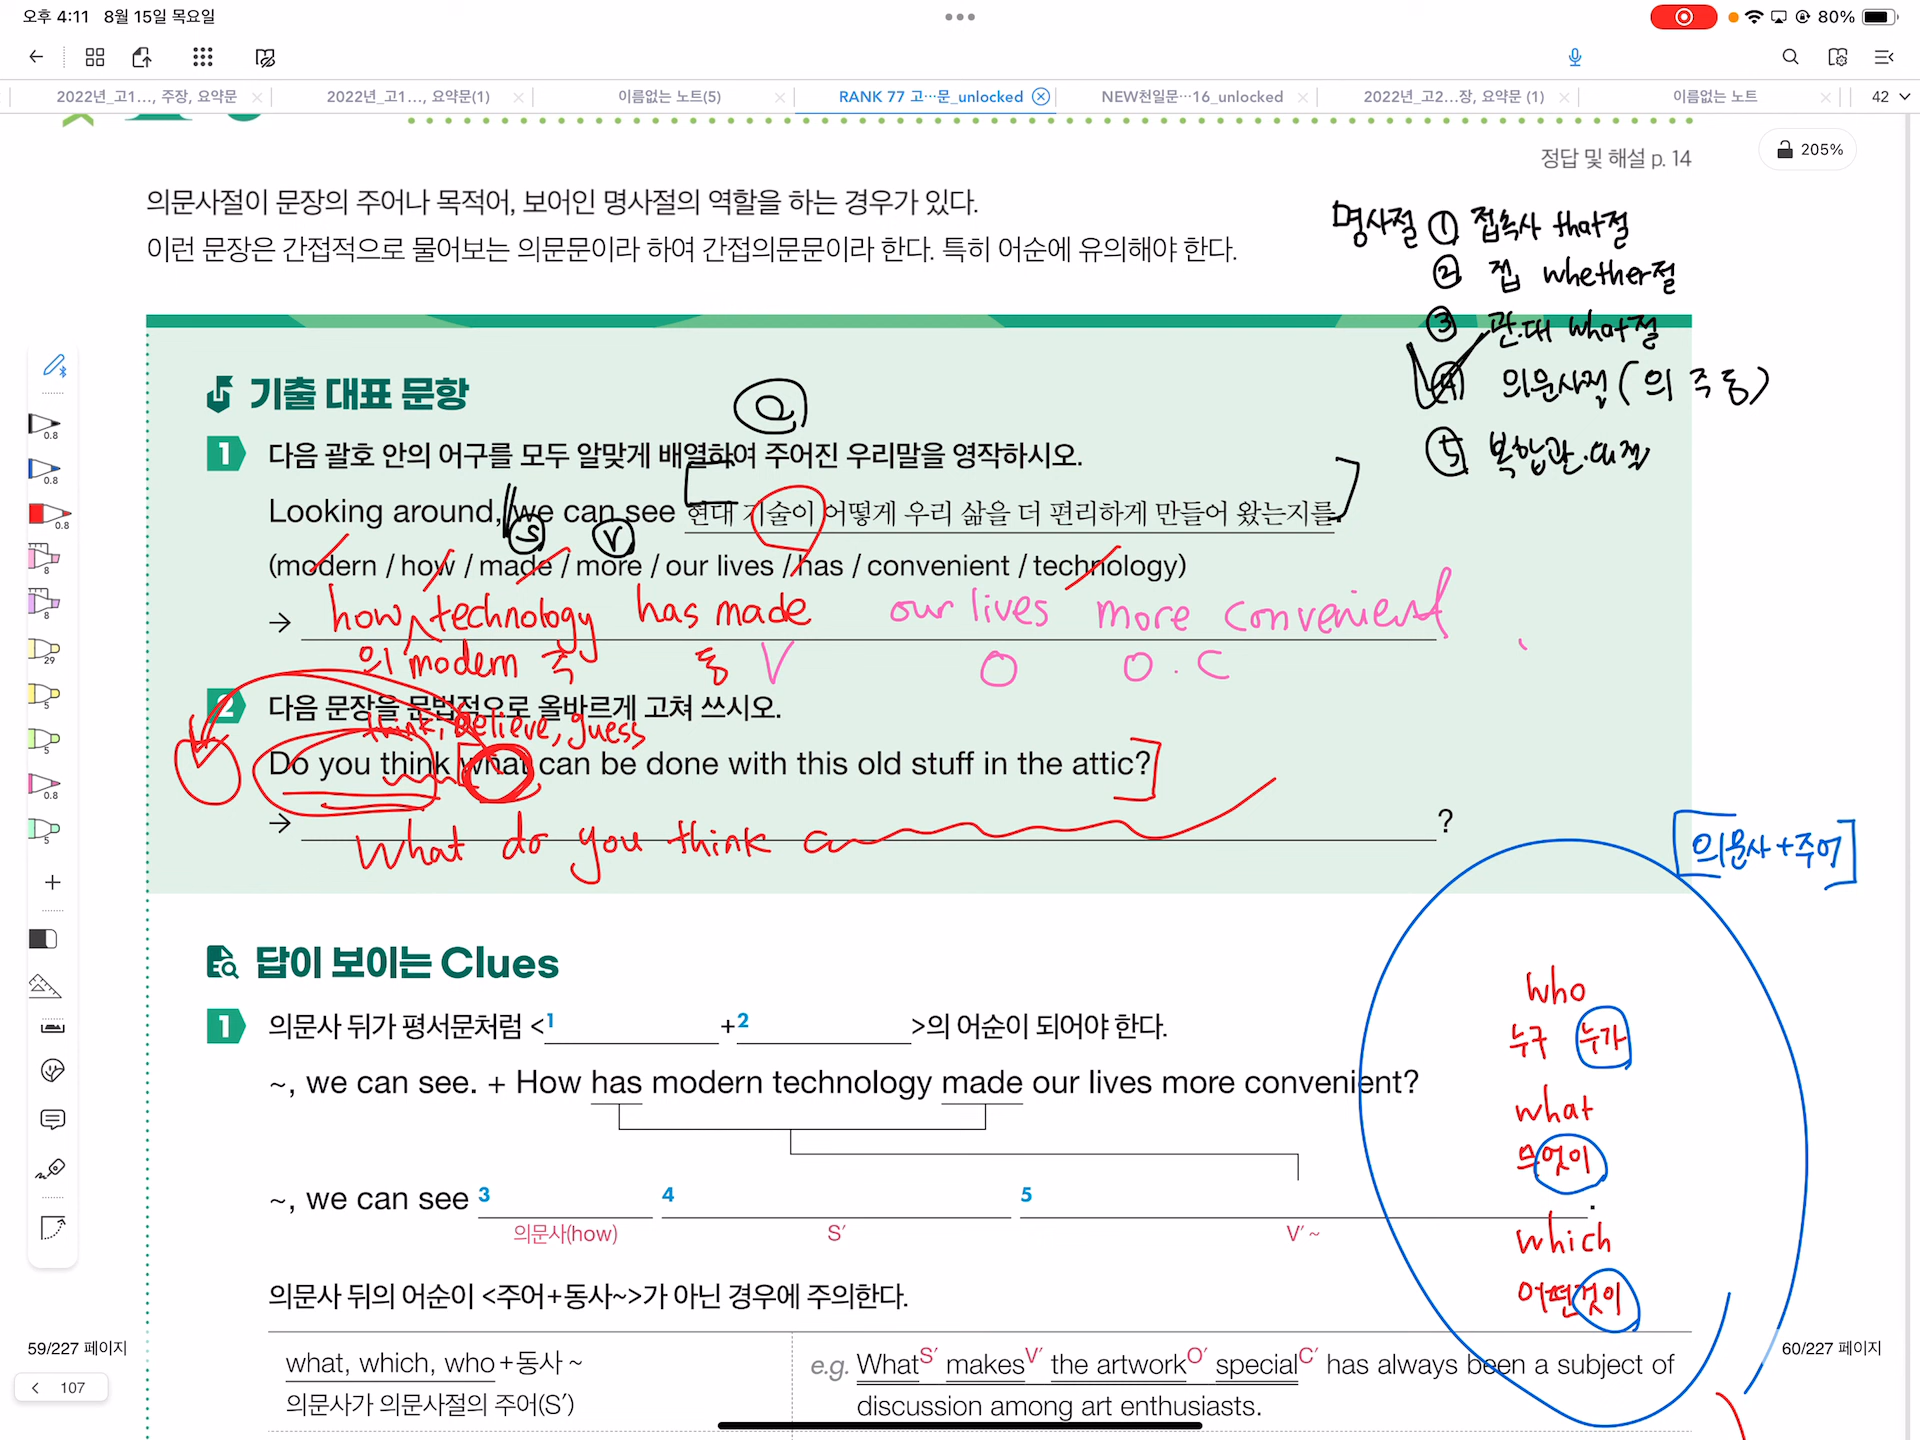 오후 4:11 8월 15일 목요일
80%
2022년_고1..., 주장, 요약문
2022년_고1..., 요약문(1)
이름없는 노트(5)
RANK 77 고…문_unlocked
NEW천일문…16_unlocked
2022년_고2…장, 요약문 (1)
이름없는 노트
42
정답 및 해설 p. 14
205%
의문사절이 문장의 주어나 목적어, 보어인 명사절의 역할을 하는 경우가 있다.
이런 문장은 간접적으로 물어보는 의문문이라 하여 간접의문문이라 한다. 특히 어순에 유의해야 한다.
명사절 ① 접속사 that절
② 접 whether절
③ 관.대 what절
④ 의문사절 (의 주 동)
⑤ 복합관.대절
기출 대표 문항
O
1 다음 괄호 안의 어구를 모두 알맞게 배열하여 주어진 우리말을 영작하시오.
Looking around, we can see 현대 기술이 어떻게 우리 삶을 더 편리하게 만들어 왔는지를.
S V
(modern / how / made / more / our lives / has / convenient / technology)
→ how technology has made our lives more convenient
의 modern 주 동 V O O.C
2 다음 문장을 문법적으로 올바르게 고쳐 쓰시오.
think, believe, guess
Do you think what can be done with this old stuff in the attic?
→ What do you think c ?
의문사+주어
답이 보이는 Clues
1 의문사 뒤가 평서문처럼 <1 +2 >의 어순이 되어야 한다.
~, we can see. + How has modern technology made our lives more convenient?
~, we can see 3 4 5 .
의문사(how) S′ V′ ~
의문사 뒤의 어순이 <주어+동사~>가 아닌 경우에 주의한다.
who
누구 누가
what
무엇이
which
어떤것이
what, which, who+동사 ~
의문사가 의문사절의 주어(S′)
e.g. WhatS′ makesV′ the artworkO′ specialC′ has always been a subject of
discussion among art enthusiasts.
59/227 페이지
60/227 페이지
107
0.8
0.8
0.8
8
8
29
5
5
0.8
5